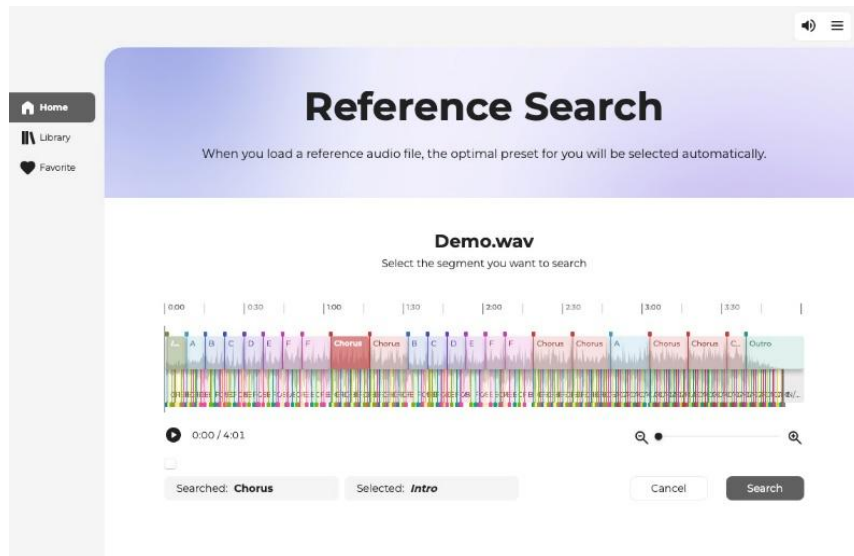 Reference Search
Home
Library
Favorite
When you load a reference audio file, the optimal preset for you will be selected automatically.
Demo.wav
Select the segment you want to search
0:00 0:30 1:00 1:30 2:00 2:30 3:00 3:30
I... A B C D E F F Chorus Chorus B C D E F F Chorus Chorus A Chorus Chorus C... Outro
0:00 / 4:01
Searched: Chorus Selected: Intro Cancel Search